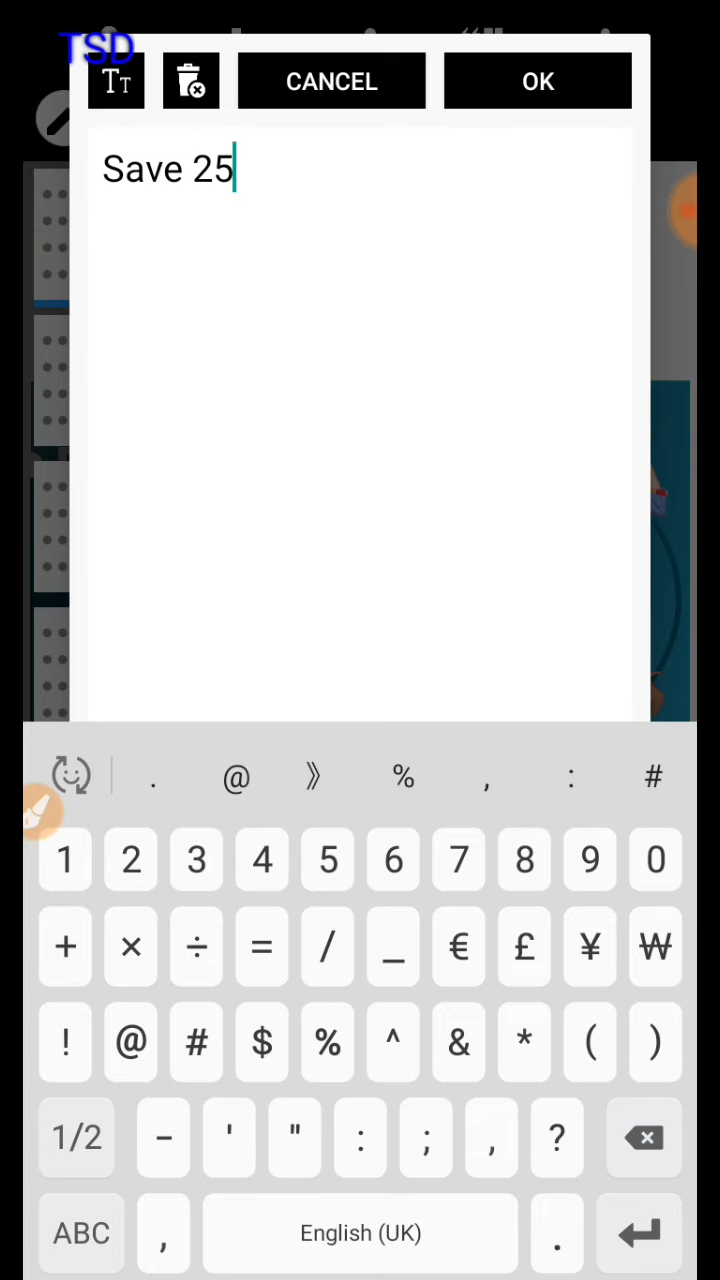 TSD
TT
CANCEL
OK
Save 25
. @ 》 % , : #
1 2 3 4 5 6 7 8 9 0
+ × ÷ = / _ € £ ¥ ₩
! @ # $ % ^ & * ( )
1/2 - ' " : ; , ?
ABC , English (UK) .